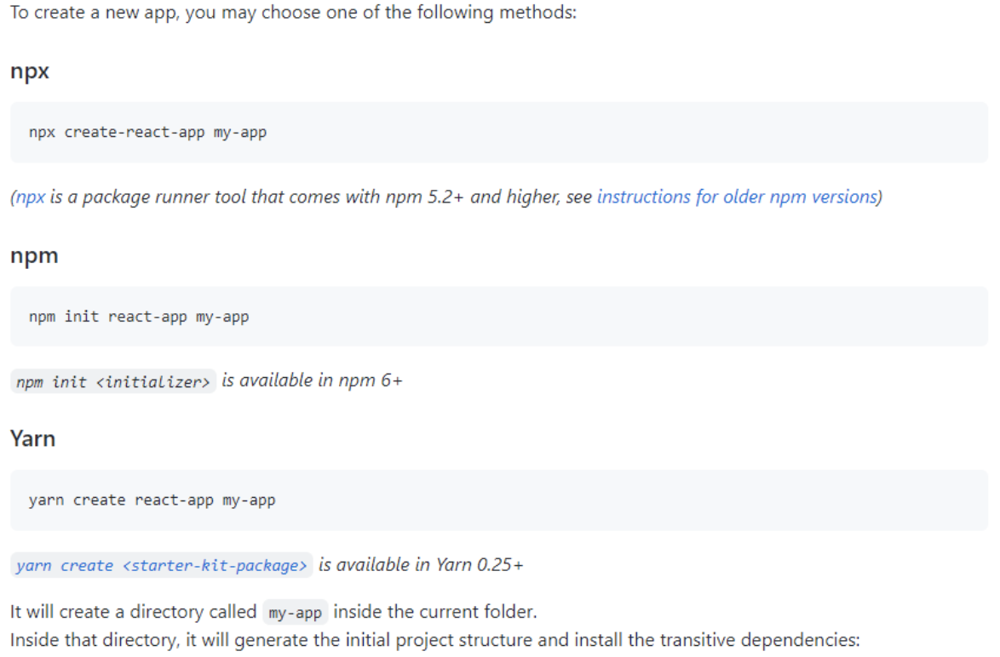 To create a new app, you may choose one of the following methods:
npx
npx create-react-app my-app
(npx is a package runner tool that comes with npm 5.2+ and higher, see instructions for older npm versions)
npm
npm init react-app my-app
npm init <initializer> is available in npm 6+
Yarn
yarn create react-app my-app
yarn create <starter-kit-package> is available in Yarn 0.25+
It will create a directory called my-app inside the current folder.
Inside that directory, it will generate the initial project structure and install the transitive dependencies: